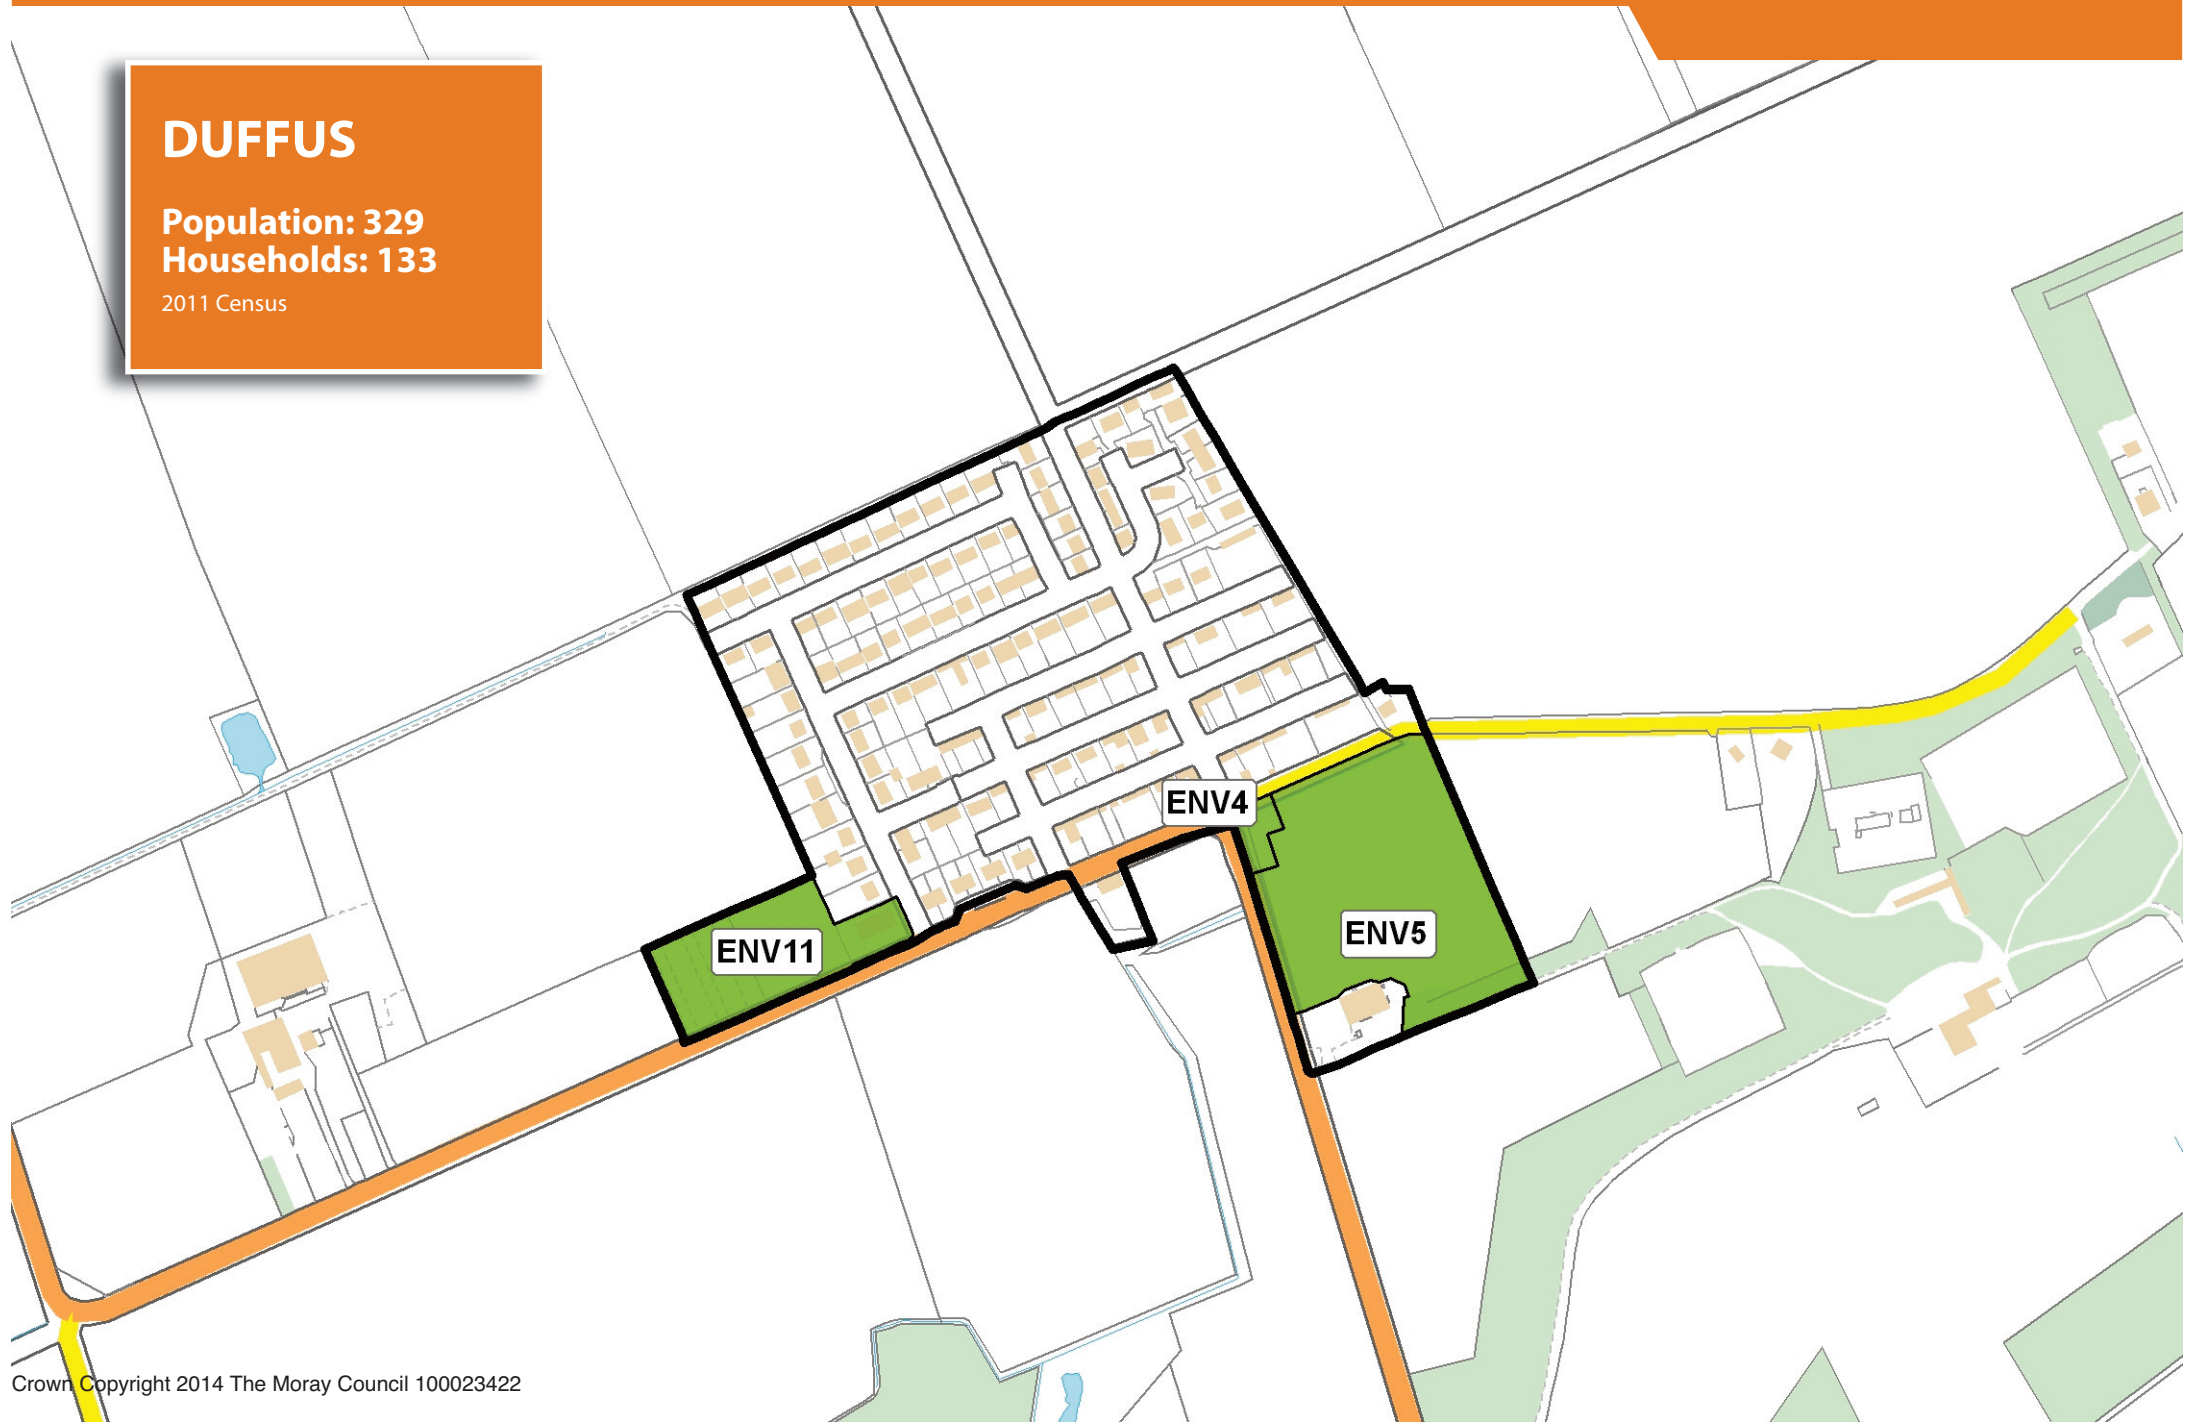 DUFFUS
Population: 329
Households: 133
2011 Census
ENV4
ENV5
ENV11
Crown Copyright 2014 The Moray Council 100023422